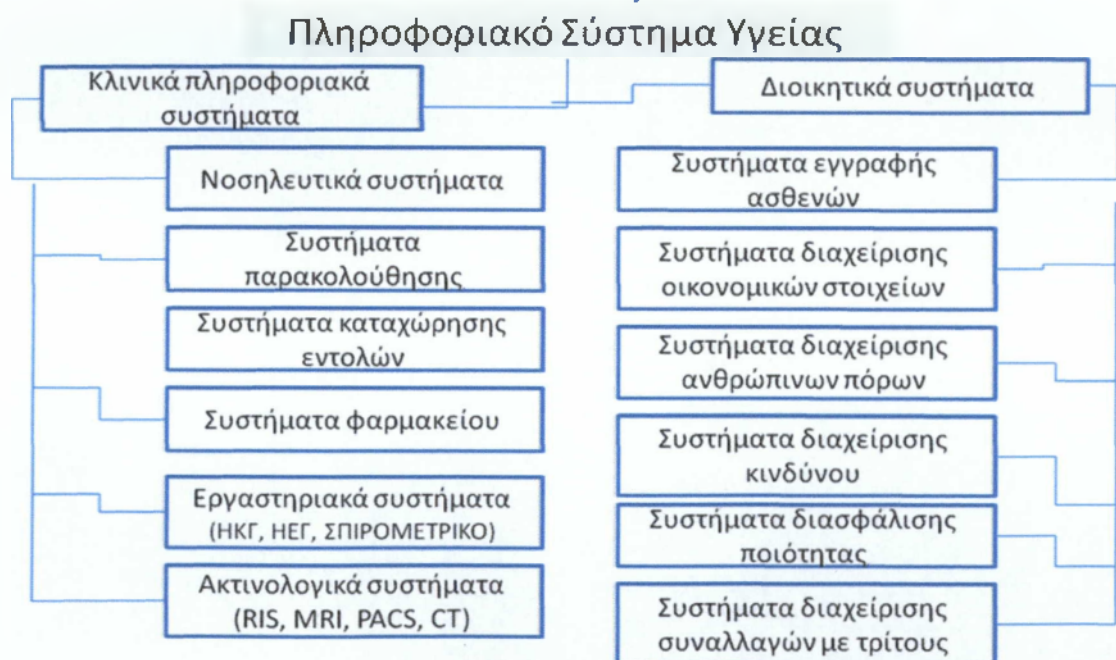 Πληροφοριακό Σύστημα Υγείας
Κλινικά πληροφοριακά
συστήματα
Νοσηλευτικά συστήματα
Συστήματα
παρακολούθησης
Συστήματα καταχώρησης
εντολών
Συστήματα φαρμακείου
Εργαστηριακά συστήματα
(ΗΚΓ, ΗΕΓ, ΣΠΙΡΟΜΕΤΡΙΚΟ)
Ακτινολογικά συστήματα
(RIS, MRI, PACS, CT)
Διοικητικά συστήματα
Συστήματα εγγραφής
ασθενών
Συστήματα διαχείρισης
οικονομικών στοιχείων
Συστήματα διαχείρισης
ανθρώπινων πόρων
Συστήματα διαχείρισης
κινδύνου
Συστήματα διασφάλισης
ποιότητας
Συστήματα διαχείρισης
συναλλαγών με τρίτους